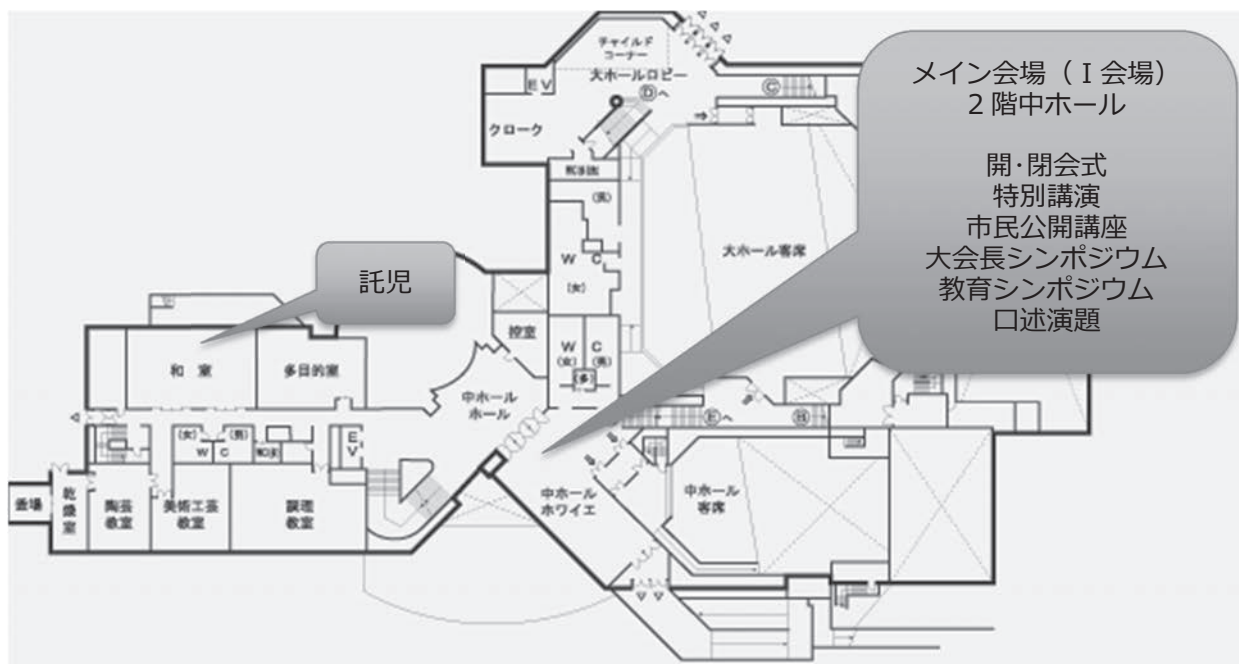 チャイルド
コーナー
大ホールロビー
EV
Ⓓへ
Ⓒ
クローク
メイン会場（Ⅰ会場）
2階中ホール
開・閉会式
特別講演
市民公開講座
大会長シンポジウム
教育シンポジウム
口述演題
(男)
W C
(女)
大ホール客席
託児
控室
W C
(女) (男)
(多)
和 室
多目的室
中ホール
ホール
Ⓔへ
Ⓑ
(女) (男)
W C
EV
中ホール
ホワイエ
中ホール
客席
乾燥室
陶芸
教室
美術工芸
教室
調理
教室